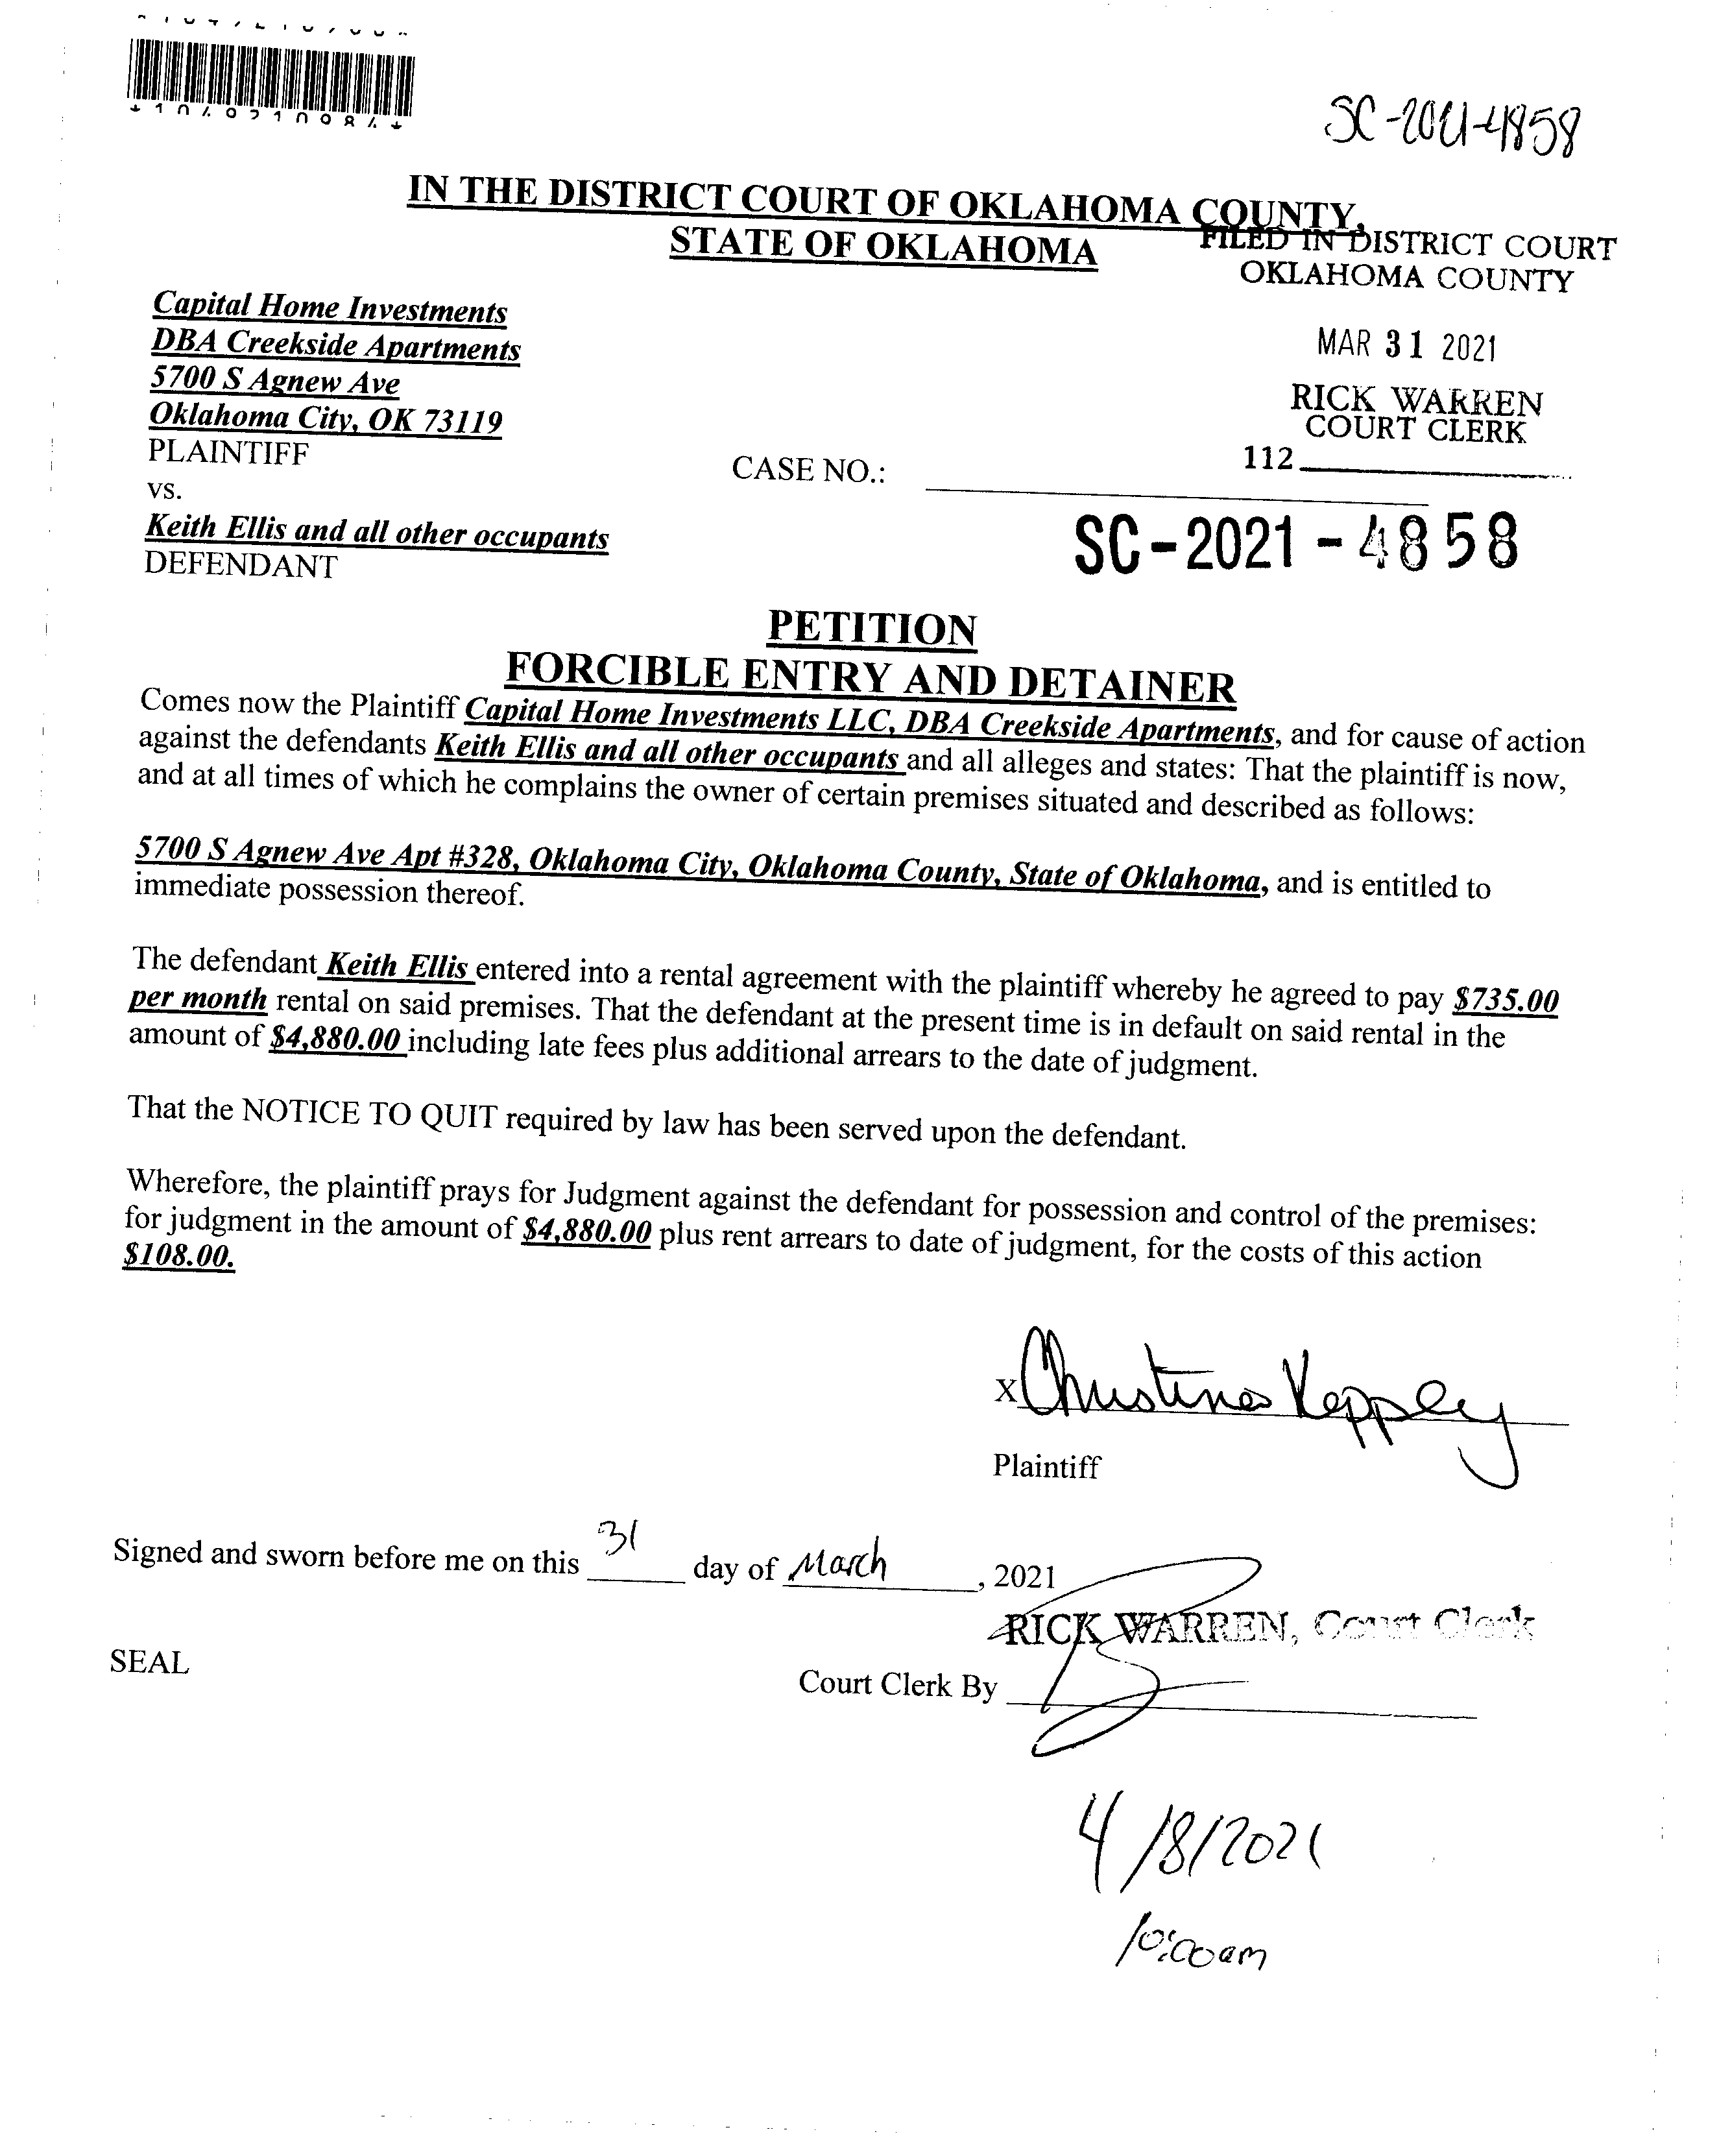 SC-2021-4858
IN THE DISTRICT COURT OF OKLAHOMA COUNTY,
STATE OF OKLAHOMA
FILED IN DISTRICT COURT
OKLAHOMA COUNTY
MAR 31 2021
RICK WARREN
COURT CLERK
112
Capital Home Investments
DBA Creekside Apartments
5700 S Agnew Ave
Oklahoma City, OK 73119
PLAINTIFF
vs.
CASE NO.:
SC-2021-4858
Keith Ellis and all other occupants
DEFENDANT
PETITION
FORCIBLE ENTRY AND DETAINER
Comes now the Plaintiff Capital Home Investments LLC, DBA Creekside Apartments, and for cause of action
against the defendants Keith Ellis and all other occupants and all alleges and states: That the plaintiff is now,
and at all times of which he complains the owner of certain premises situated and described as follows:
5700 S Agnew Ave Apt #328, Oklahoma City, Oklahoma County, State of Oklahoma, and is entitled to
immediate possession thereof.
The defendant Keith Ellis entered into a rental agreement with the plaintiff whereby he agreed to pay $735.00
per month rental on said premises. That the defendant at the present time is in default on said rental in the
amount of $4,880.00 including late fees plus additional arrears to the date of judgment.
That the NOTICE TO QUIT required by law has been served upon the defendant.
Wherefore, the plaintiff prays for Judgment against the defendant for possession and control of the premises:
for judgment in the amount of $4,880.00 plus rent arrears to date of judgment, for the costs of this action
$108.00.
X Christina Keppley
Plaintiff
Signed and sworn before me on this 31 day of March, 2021
RICK WARREN, Court Clerk
SEAL
Court Clerk By
4/8/2021
10:00am